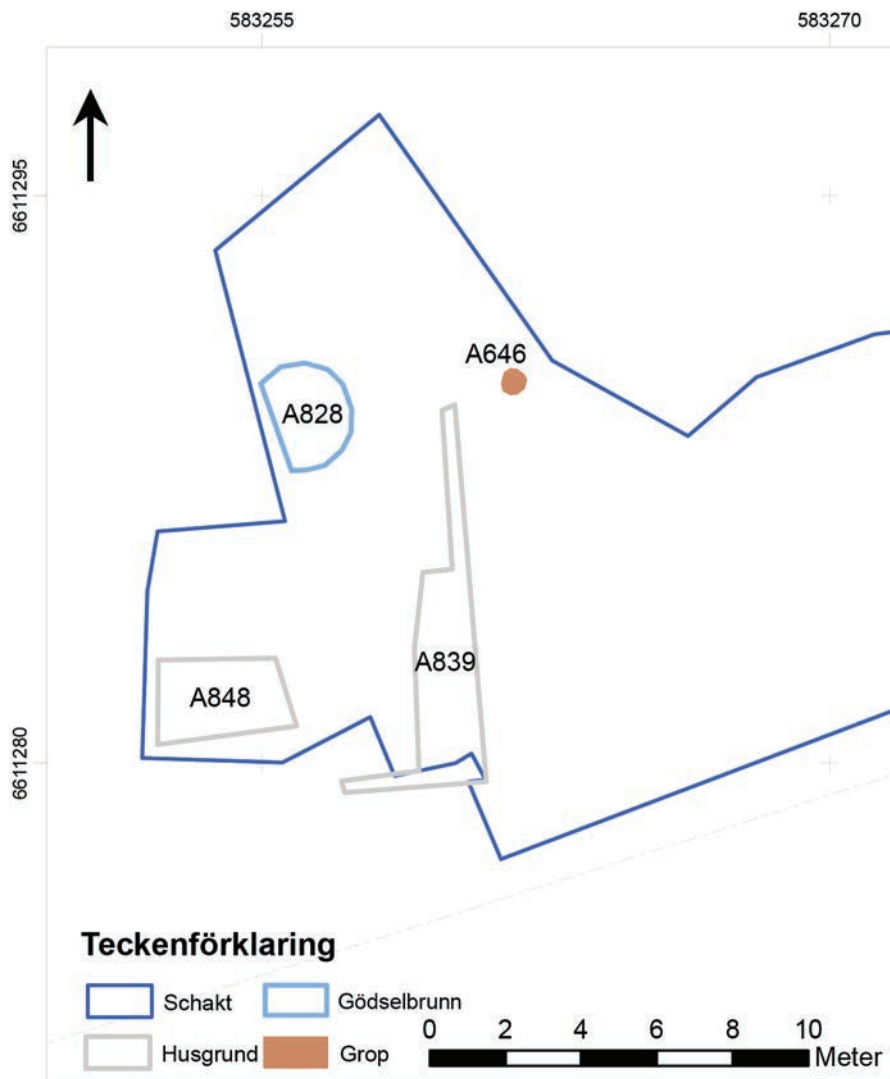 583255 583270
6611295
A646
A828
A839
A848
6611280
Teckenförklaring
Schakt Gödselbrunn
Husgrund Grop
0 2 4 6 8 10
Meter